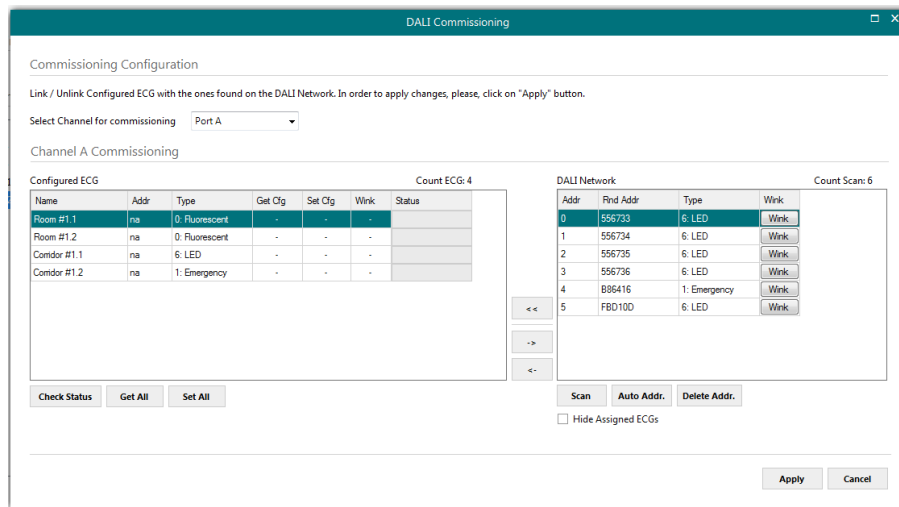 DALI Commissioning
Commissioning Configuration
Link / Unlink Configured ECG with the ones found on the DALI Network. In order to apply changes, please, click on "Apply" button.
Select Channel for commissioning Port A
Channel A Commissioning
Configured ECG Count ECG: 4
Name Addr Type Get Cfg Set Cfg Wink Status
Room #1.1 na 0: Fluorescent - - -
Room #1.2 na 0: Fluorescent - - -
Corridor #1.1 na 6: LED - - -
Corridor #1.2 na 1: Emergency - - -
Check Status Get All Set All
<<
->
<-
DALI Network Count Scan: 6
Addr Rnd Addr Type Wink
0 556733 6: LED Wink
1 556734 6: LED Wink
2 556735 6: LED Wink
3 556736 6: LED Wink
4 B86416 1: Emergency Wink
5 FBD10D 6: LED Wink
Scan Auto Addr. Delete Addr.
Hide Assigned ECGs
Apply Cancel